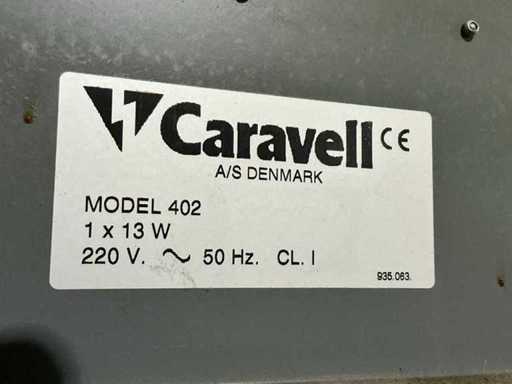 Caravell CE
A/S DENMARK
MODEL 402
1 x 13 W
220 V. ~ 50 Hz. CL. I
935.063.